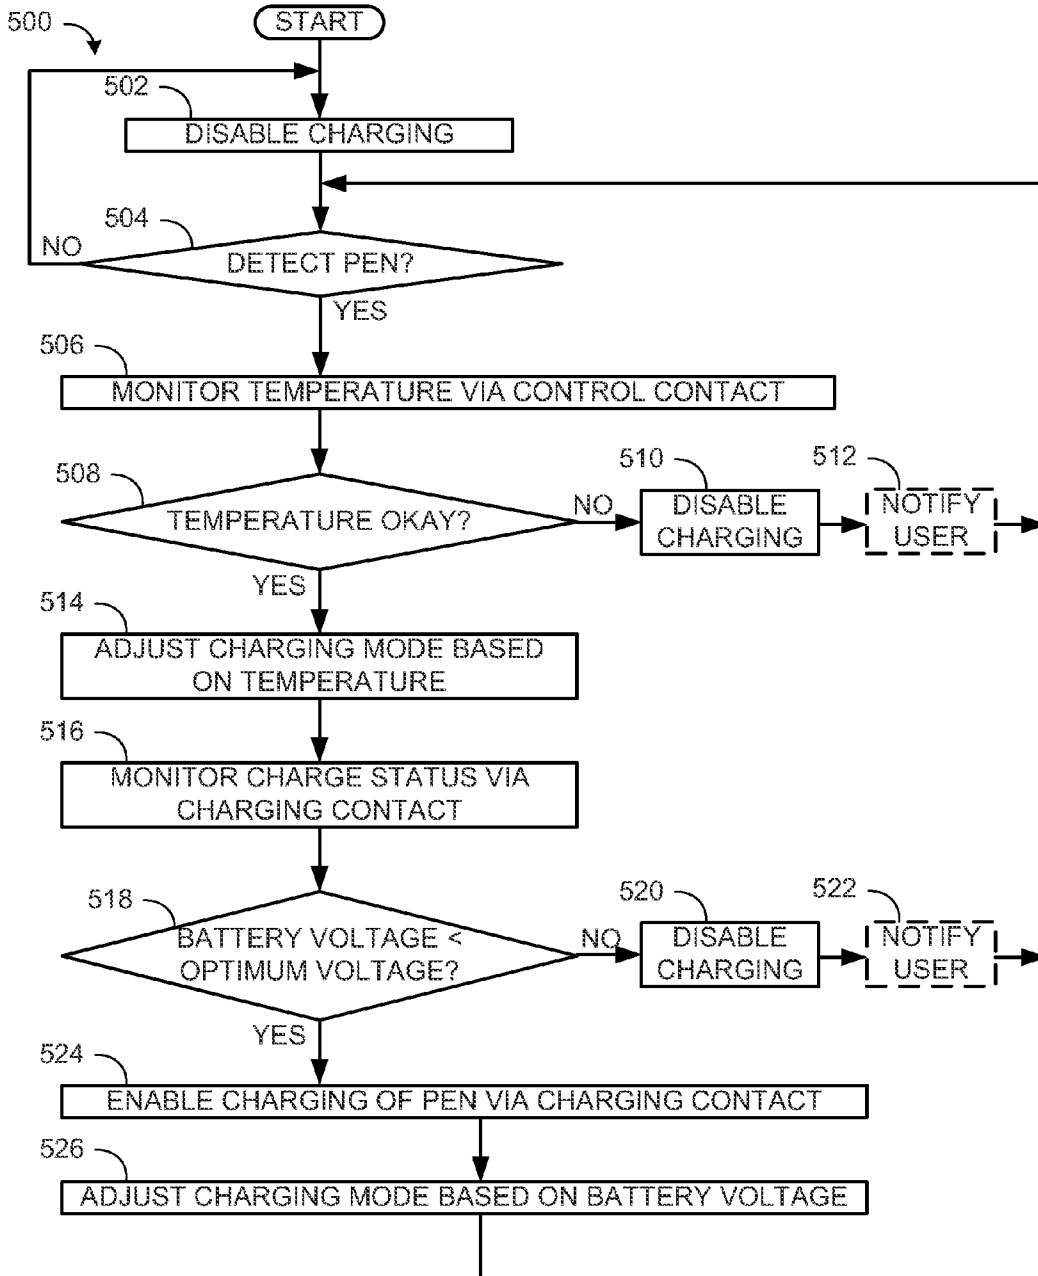 500
START
502
DISABLE CHARGING
504
NO
DETECT PEN?
YES
506
MONITOR TEMPERATURE VIA CONTROL CONTACT
508
TEMPERATURE OKAY?
NO
510
DISABLE
CHARGING
512
NOTIFY
USER
YES
514
ADJUST CHARGING MODE BASED
ON TEMPERATURE
516
MONITOR CHARGE STATUS VIA
CHARGING CONTACT
518
BATTERY VOLTAGE <
OPTIMUM VOLTAGE?
NO
520
DISABLE
CHARGING
522
NOTIFY
USER
YES
524
ENABLE CHARGING OF PEN VIA CHARGING CONTACT
526
ADJUST CHARGING MODE BASED ON BATTERY VOLTAGE